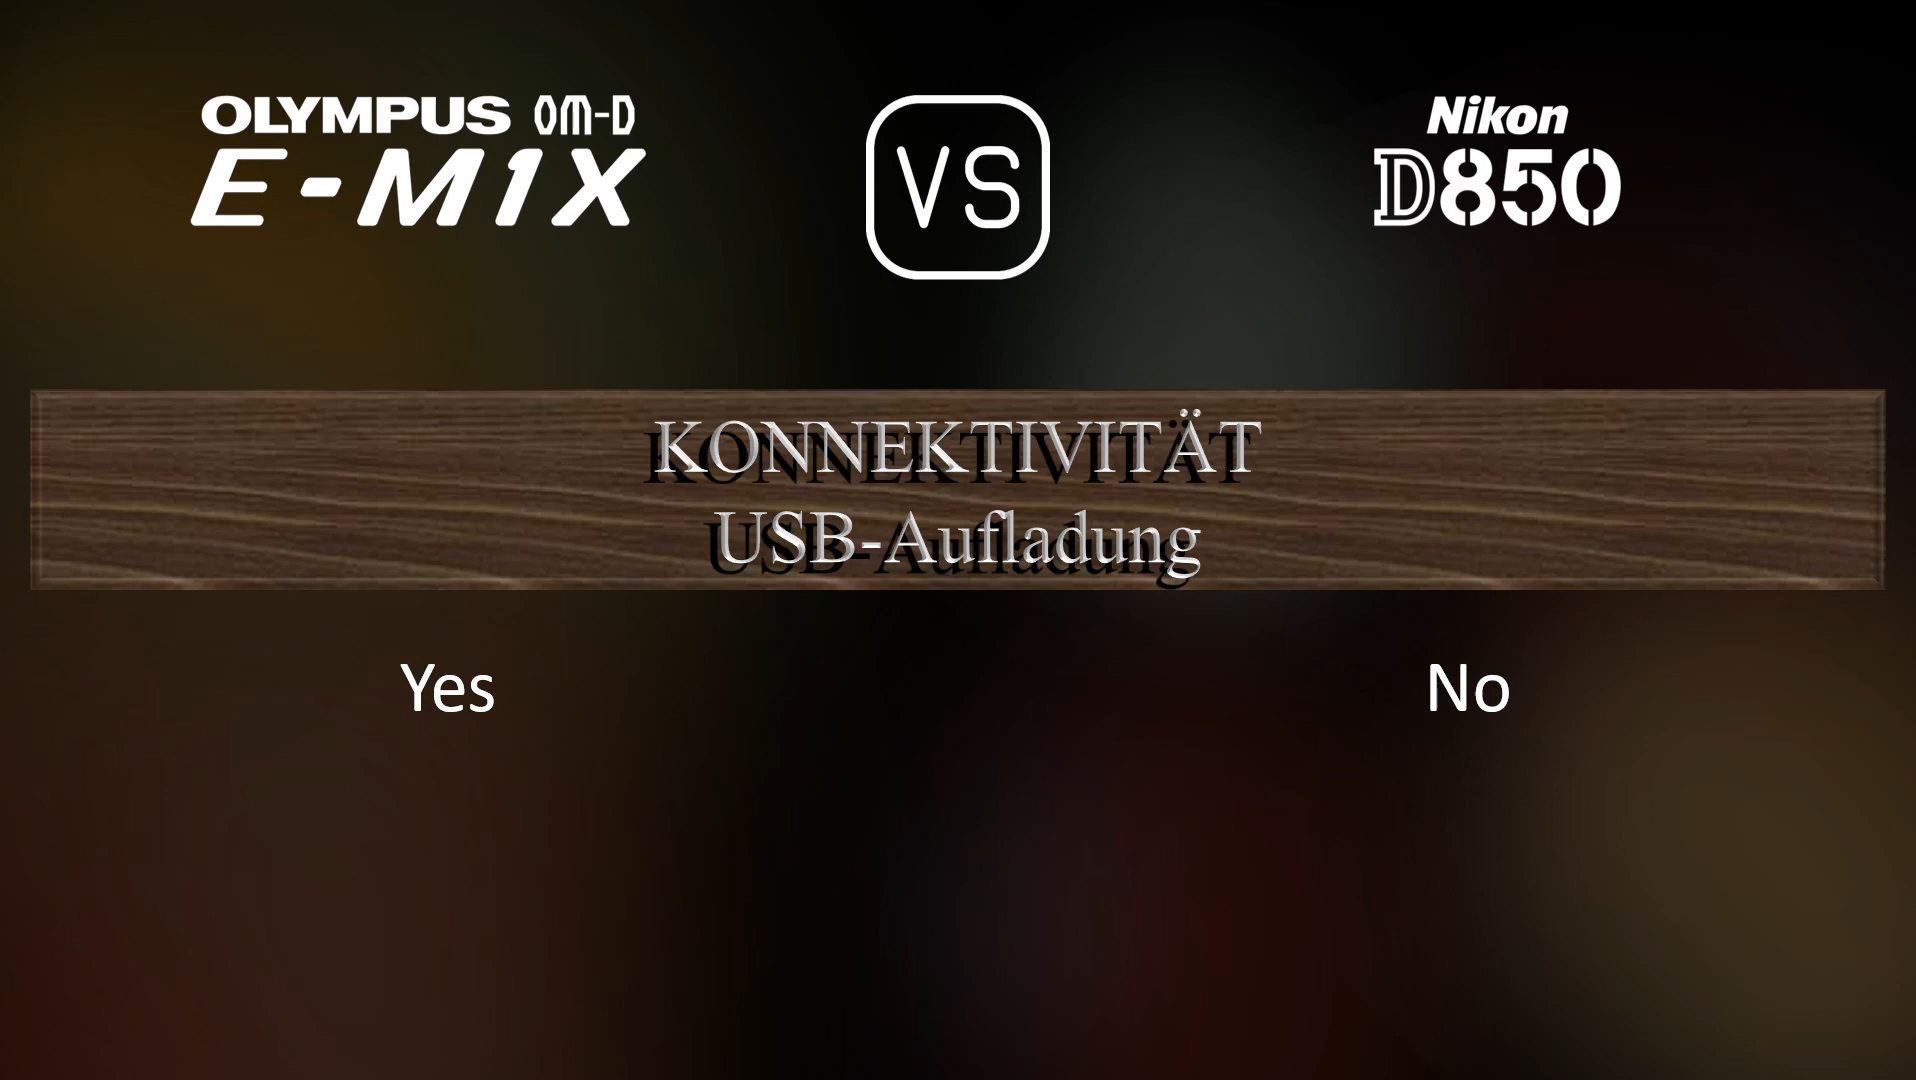 OLYMPUS OM-D
E-M1X
VS
Nikon
D850
KONNEKTIVITÄT
USB-Aufladung
Yes
No